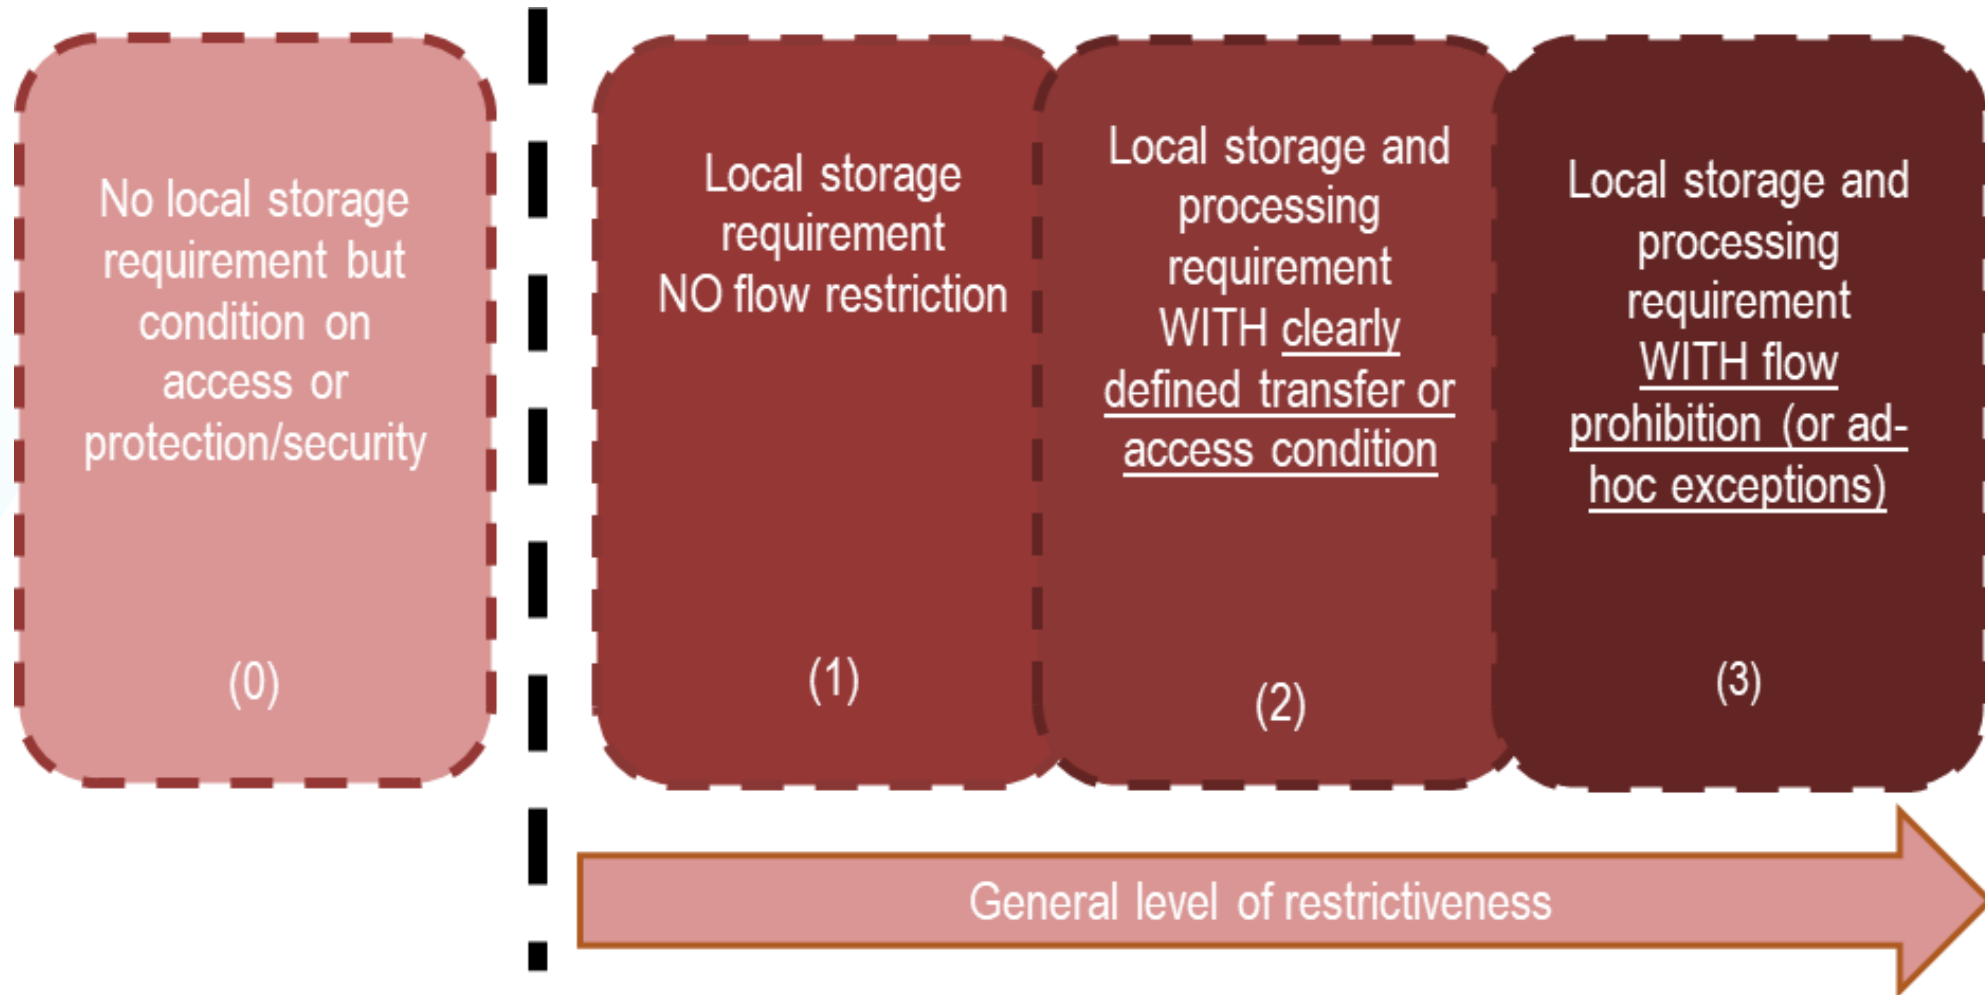 No local storage
requirement but
condition on
access or
protection/security
(0)
Local storage
requirement
NO flow restriction
(1)
Local storage and
processing
requirement
WITH clearly
defined transfer or
access condition
(2)
Local storage and
processing
requirement
WITH flow
prohibition (or ad-
hoc exceptions)
(3)
General level of restrictiveness